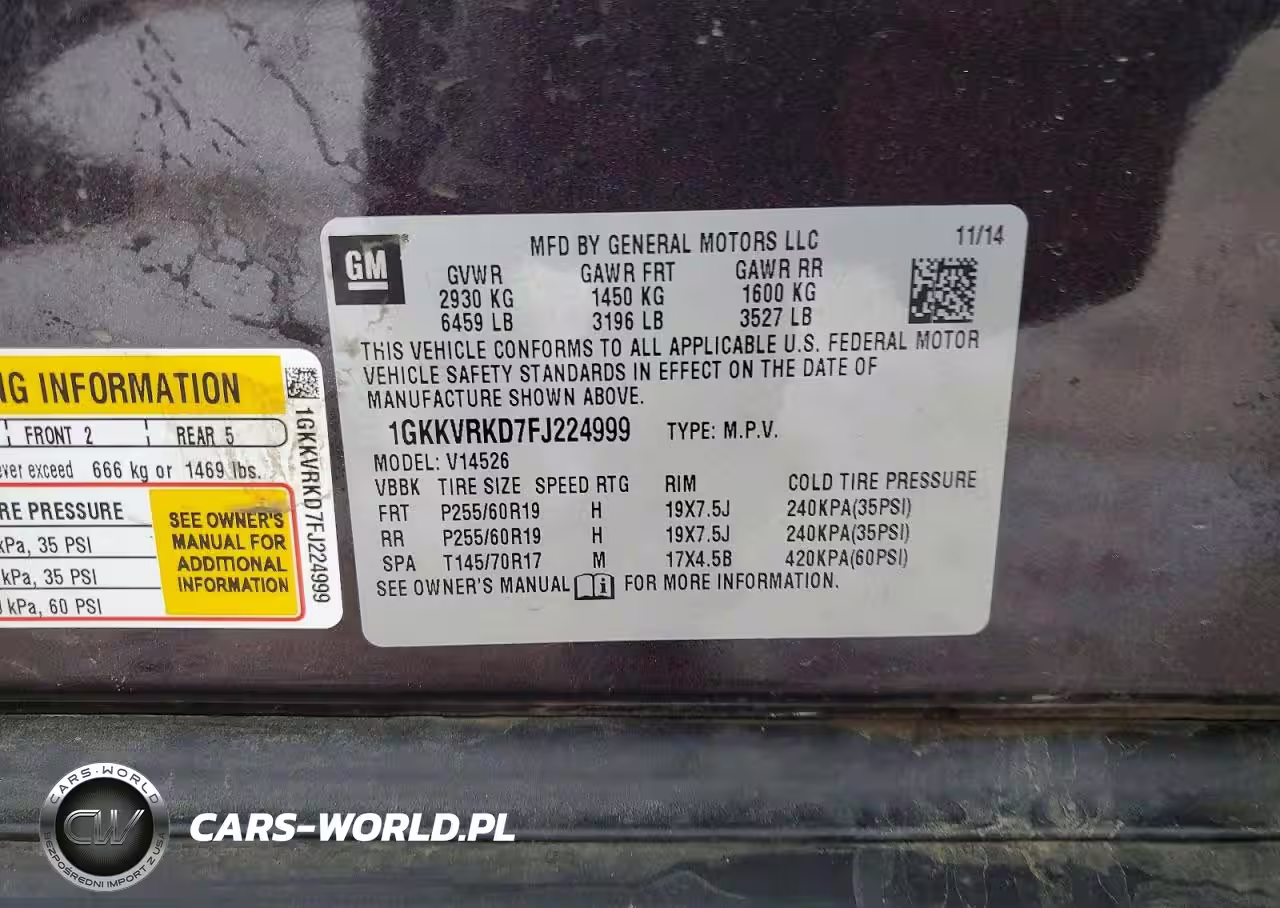 GM
MFD BY GENERAL MOTORS LLC
11/14
GVWR GAWR FRT GAWR RR
2930 KG 1450 KG 1600 KG
6459 LB 3196 LB 3527 LB
THIS VEHICLE CONFORMS TO ALL APPLICABLE U.S. FEDERAL MOTOR
VEHICLE SAFETY STANDARDS IN EFFECT ON THE DATE OF
MANUFACTURE SHOWN ABOVE.
1GKKVRKD7FJ224999 TYPE: M.P.V.
MODEL: V14526
VBBK TIRE SIZE SPEED RTG RIM COLD TIRE PRESSURE
FRT P255/60R19 H 19X7.5J 240KPA(35PSI)
RR P255/60R19 H 19X7.5J 240KPA(35PSI)
SPA T145/70R17 M 17X4.5B 420KPA(60PSI)
SEE OWNER'S MANUAL i FOR MORE INFORMATION.
NG INFORMATION
FRONT 2 REAR 5
ver exceed 666 kg or 1469 lbs.
RE PRESSURE
kPa, 35 PSI
kPa, 35 PSI
kPa, 60 PSI
SEE OWNER'S
MANUAL FOR
ADDITIONAL
INFORMATION
1GKKVRKD7FJ224999
CARS-WORLD
CW
BEZPOŚREDNI IMPORT Z USA
CARS-WORLD.PL